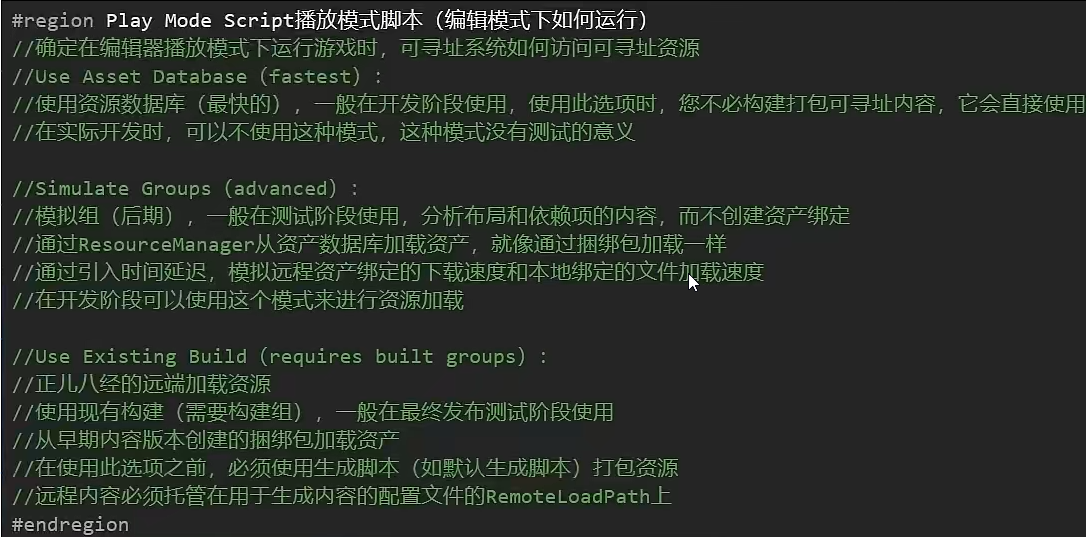 #region Play Mode Script播放模式脚本（编辑模式下如何运行）
//确定在编辑器播放模式下运行游戏时，可寻址系统如何访问可寻址资源
//Use Asset Database（fastest）：
//使用资源数据库（最快的），一般在开发阶段使用，使用此选项时，您不必构建打包可寻址内容，它会直接使用
//在实际开发时，可以不使用这种模式，这种模式没有测试的意义
//Simulate Groups（advanced）：
//模拟组（后期），一般在测试阶段使用，分析布局和依赖项的内容，而不创建资产绑定
//通过ResourceManager从资产数据库加载资产，就像通过捆绑包加载一样
//通过引入时间延迟，模拟远程资产绑定的下载速度和本地绑定的文件加载速度
//在开发阶段可以使用这个模式来进行资源加载
//Use Existing Build（requires built groups）：
//正儿八经的远端加载资源
//使用现有构建（需要构建组），一般在最终发布测试阶段使用
//从早期内容版本创建的捆绑包加载资产
//在使用此选项之前，必须使用生成脚本（如默认生成脚本）打包资源
//远程内容必须托管在用于生成内容的配置文件的RemoteLoadPath上
#endregion